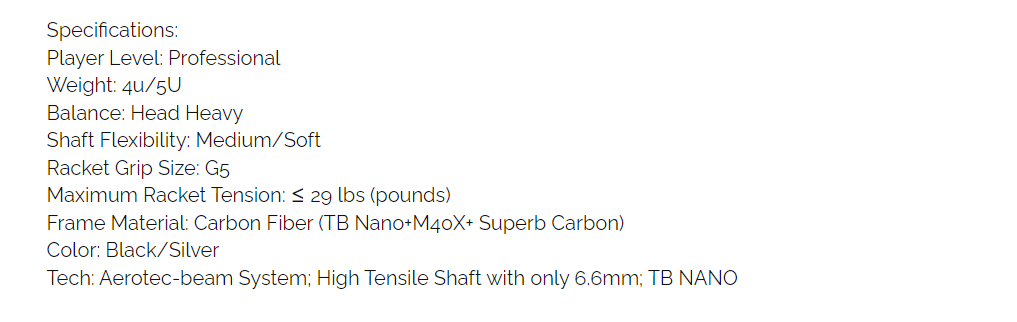 Specifications:
Player Level: Professional
Weight: 4u/5U
Balance: Head Heavy
Shaft Flexibility: Medium/Soft
Racket Grip Size: G5
Maximum Racket Tension: ≤ 29 lbs (pounds)
Frame Material: Carbon Fiber (TB Nano+M40X+ Superb Carbon)
Color: Black/Silver
Tech: Aerotec-beam System; High Tensile Shaft with only 6.6mm; TB NANO